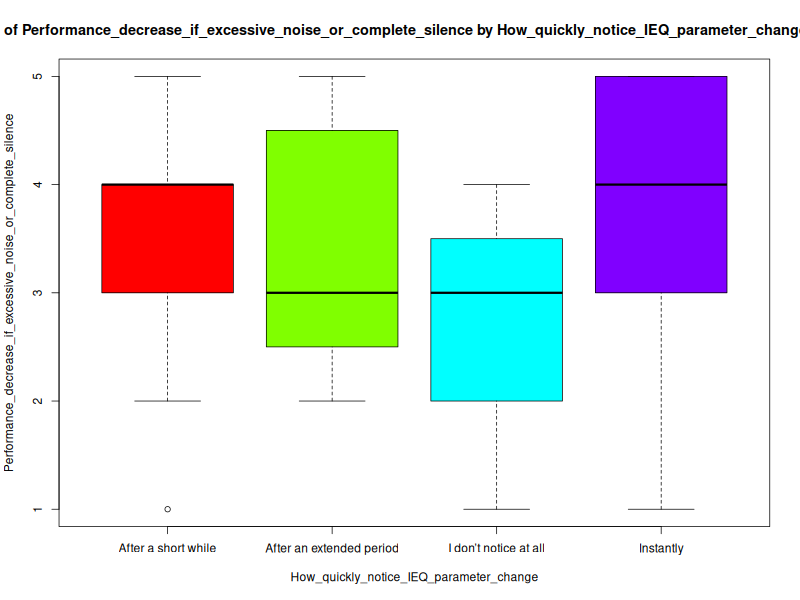 of Performance_decrease_if_excessive_noise_or_complete_silence by How_quickly_notice_IEQ_parameter_change
Performance_decrease_if_excessive_noise_or_complete_silence
5
4
3
2
1
After a short while After an extended period I don't notice at all Instantly
How_quickly_notice_IEQ_parameter_change